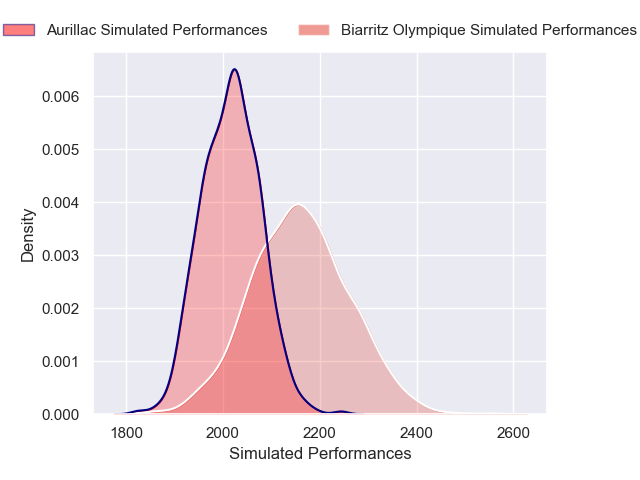 Aurillac Simulated Performances
Biarritz Olympique Simulated Performances
0.006
0.005
0.004
0.003
0.002
0.001
0.000
Density
1800 2000 2200 2400 2600
Simulated Performances